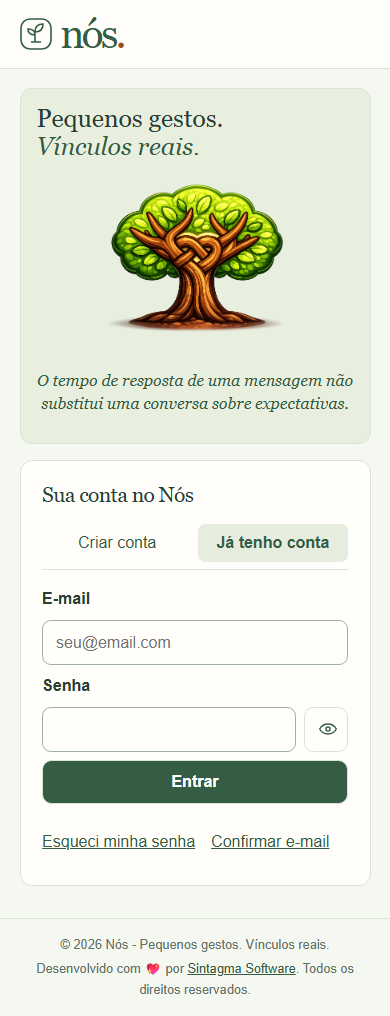 nós.
Pequenos gestos.
Vínculos reais.
O tempo de resposta de uma mensagem não
substitui uma conversa sobre expectativas.
Sua conta no Nós
Criar conta
Já tenho conta
E-mail
seu@email.com
Senha
Entrar
Esqueci minha senha
Confirmar e-mail
© 2026 Nós - Pequenos gestos. Vínculos reais.
Desenvolvido com 💖 por Sintagma Software. Todos os
direitos reservados.